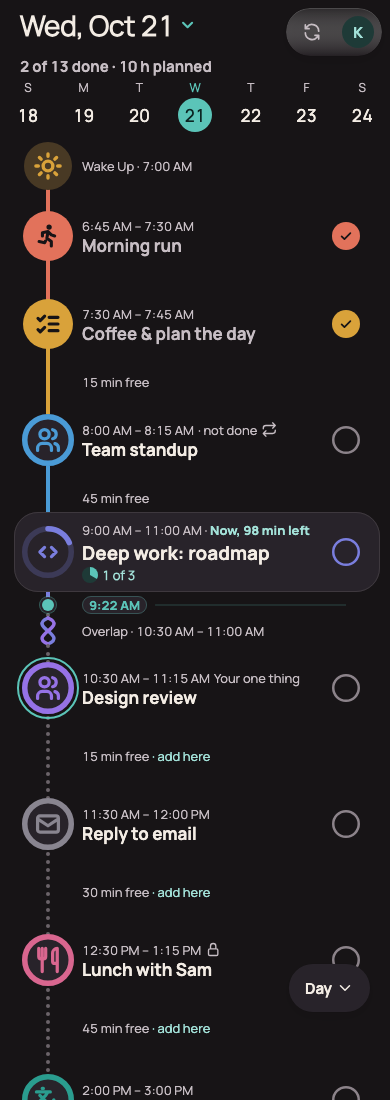 Wed, Oct 21
K
2 of 13 done · 10 h planned
S M T W T F S
18 19 20 21 22 23 24
Wake Up · 7:00 AM
6:45 AM – 7:30 AM
Morning run
7:30 AM – 7:45 AM
Coffee & plan the day
15 min free
8:00 AM – 8:15 AM · not done
Team standup
45 min free
9:00 AM – 11:00 AM · Now, 98 min left
Deep work: roadmap
1 of 3
9:22 AM
Overlap · 10:30 AM – 11:00 AM
10:30 AM – 11:15 AM Your one thing
Design review
15 min free · add here
11:30 AM – 12:00 PM
Reply to email
30 min free · add here
12:30 PM – 1:15 PM
Lunch with Sam
Day
45 min free · add here
2:00 PM – 3:00 PM